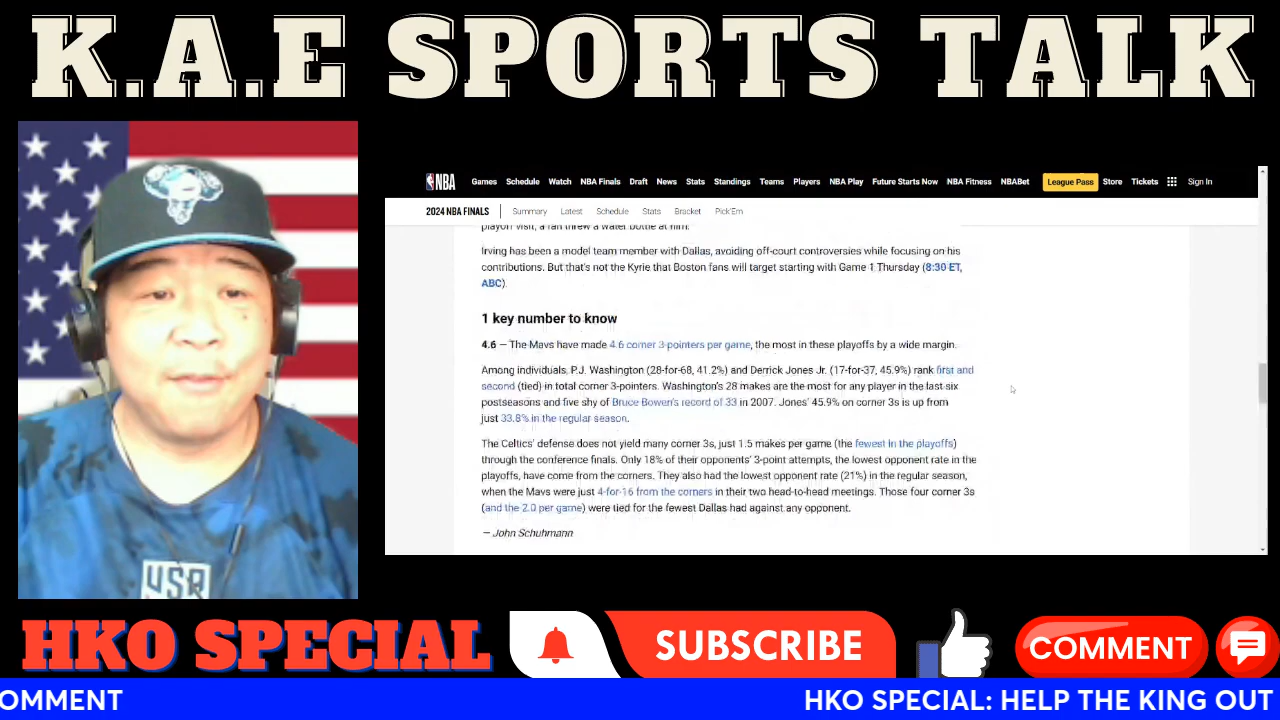 K.A.E SPORTS TALK
NBA Games Schedule Watch NBA Finals Draft News Stats Standings Teams Players NBA Play Future Starts Now NBA Fitness NBABet League Pass Store Tickets Sign In
2024 NBA FINALS Summary Latest Schedule Stats Bracket Pick'Em
playoff visit, a fan threw a water bottle at him.
Irving has been a model team member with Dallas, avoiding off-court controversies while focusing on his
contributions. But that's not the Kyrie that Boston fans will target starting with Game 1 Thursday (8:30 ET,
ABC).
1 key number to know
4.6 — The Mavs have made 4.6 corner 3-pointers per game, the most in these playoffs by a wide margin.
Among individuals, P.J. Washington (28-for-68, 41.2%) and Derrick Jones Jr. (17-for-37, 45.9%) rank first and
second (tied) in total corner 3-pointers. Washington's 28 makes are the most for any player in the last six
postseasons and five shy of Bruce Bowen's record of 33 in 2007. Jones' 45.9% on corner 3s is up from
just 33.8% in the regular season.
The Celtics' defense does not yield many corner 3s, just 1.5 makes per game (the fewest in the playoffs)
through the conference finals. Only 18% of their opponents' 3-point attempts, the lowest opponent rate in the
playoffs, have come from the corners. They also had the lowest opponent rate (21%) in the regular season,
when the Mavs were just 4-for-16 from the corners in their two head-to-head meetings. Those four corner 3s
(and the 2.0 per game) were tied for the fewest Dallas had against any opponent.
— John Schuhmann
USA
HKO SPECIAL SUBSCRIBE COMMENT
OMMENT HKO SPECIAL: HELP THE KING OUT